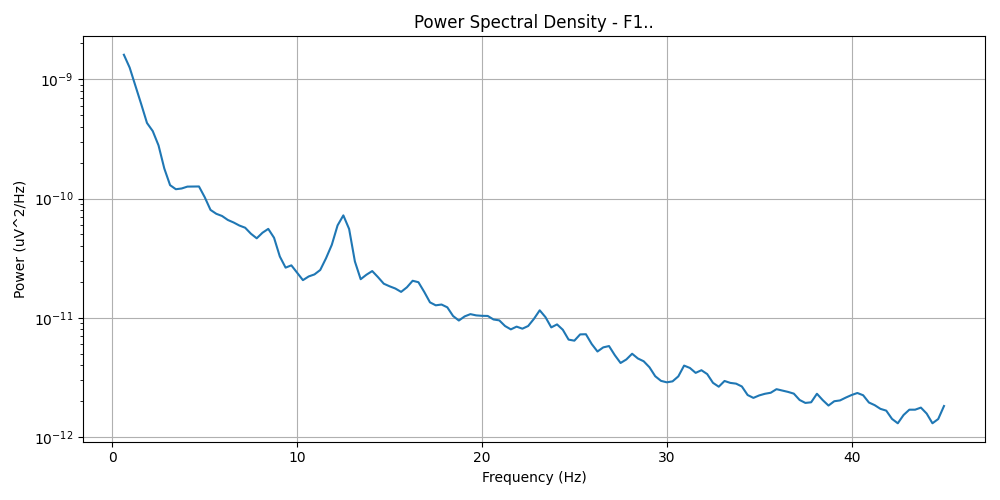 Power Spectral Density - F1..
Power (uV^2/Hz)
10⁻⁹
10⁻¹⁰
10⁻¹¹
10⁻¹²
0 10 20 30 40
Frequency (Hz)